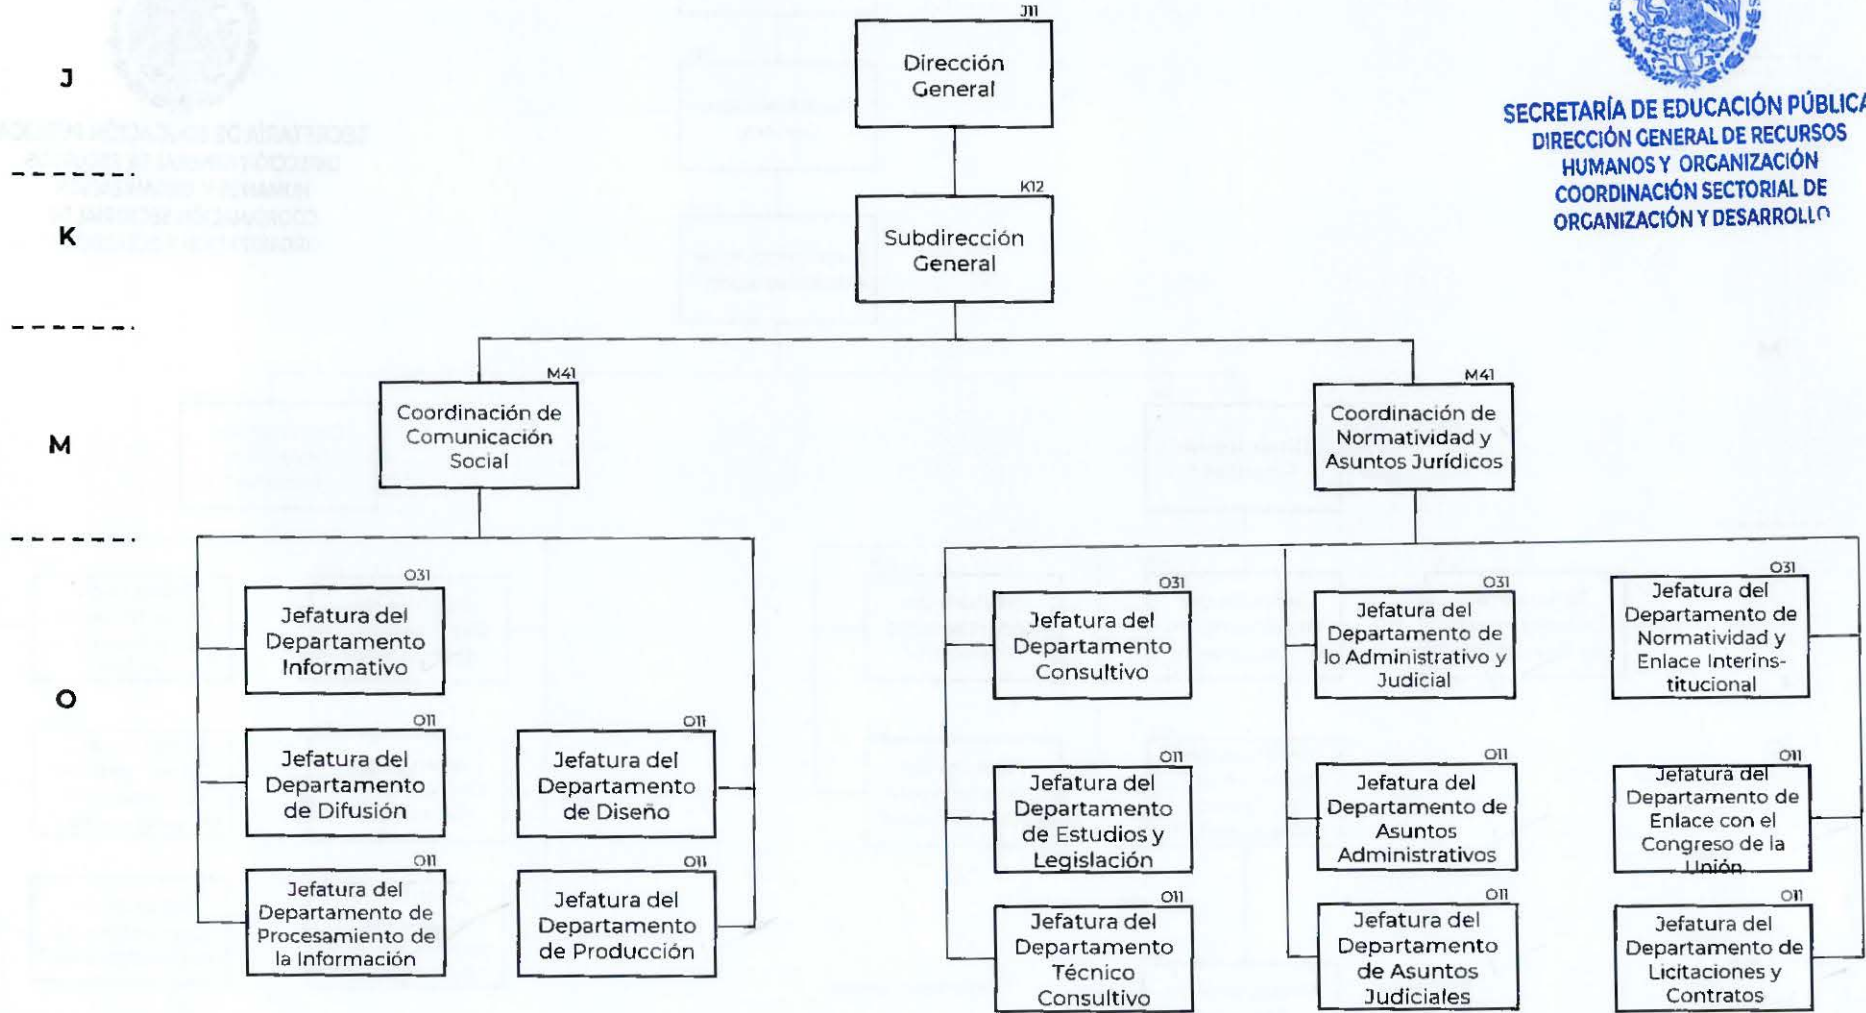 J
K
M
O
J11
Dirección
General
K12
Subdirección
General
SECRETARÍA DE EDUCACIÓN PÚBLICA
DIRECCIÓN GENERAL DE RECURSOS
HUMANOS Y ORGANIZACIÓN
COORDINACIÓN SECTORIAL DE
ORGANIZACIÓN Y DESARROLLO
M41
Coordinación de
Comunicación
Social
M41
Coordinación de
Normatividad y
Asuntos Jurídicos
O31
Jefatura del
Departamento
Informativo
O11
Jefatura del
Departamento
de Difusión
O11
Jefatura del
Departamento de
Procesamiento de
la Información
O11
Jefatura del
Departamento
de Diseño
O11
Jefatura del
Departamento
de Producción
O31
Jefatura del
Departamento
Consultivo
O11
Jefatura del
Departamento
de Estudios y
Legislación
O11
Jefatura del
Departamento
Técnico
Consultivo
O31
Jefatura del
Departamento de
lo Administrativo y
Judicial
O11
Jefatura del
Departamento de
Asuntos
Administrativos
O11
Jefatura del
Departamento
de Asuntos
Judiciales
O31
Jefatura del
Departamento de
Normatividad y
Enlace Interins-
titucional
O11
Jefatura del
Departamento de
Enlace con el
Congreso de la
Unión
O11
Jefatura del
Departamento de
Licitaciones y
Contratos